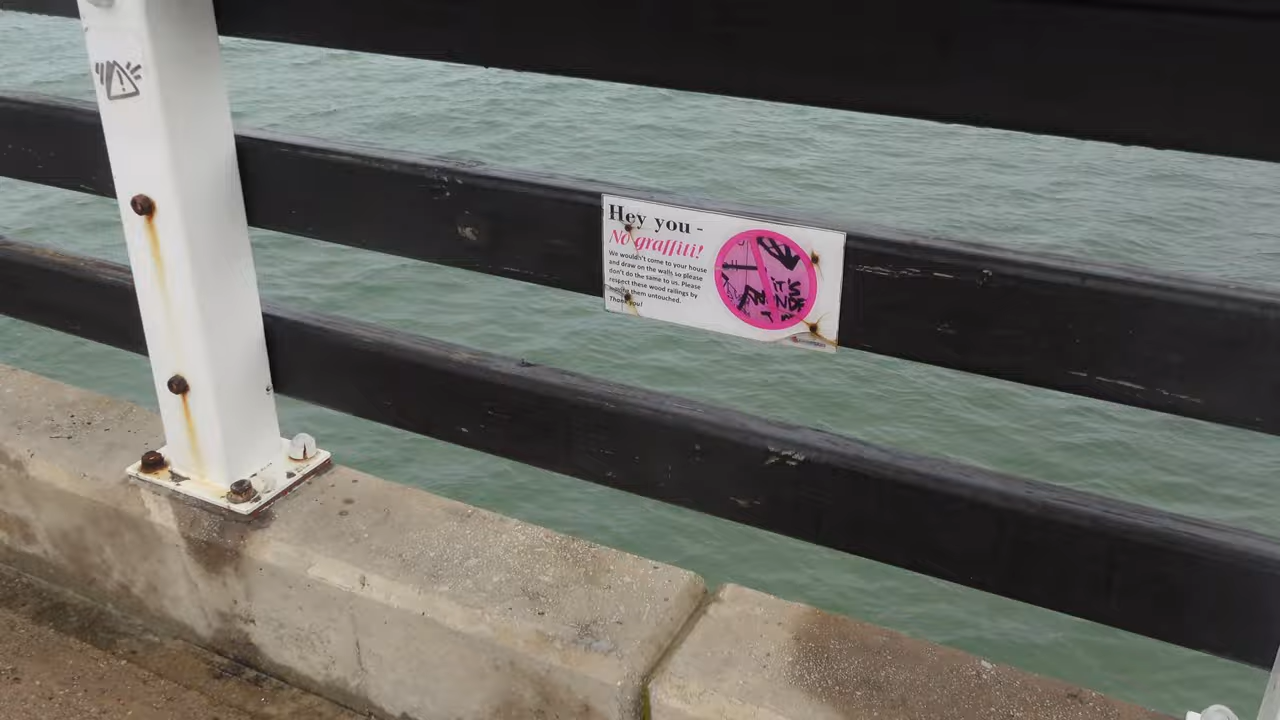 Hey you -
No graffiti!
We wouldn't come to your house
and draw on the walls so please
don't do the same to us. Please
respect these wood railings by
them untouched.
Thank you!
IT'S